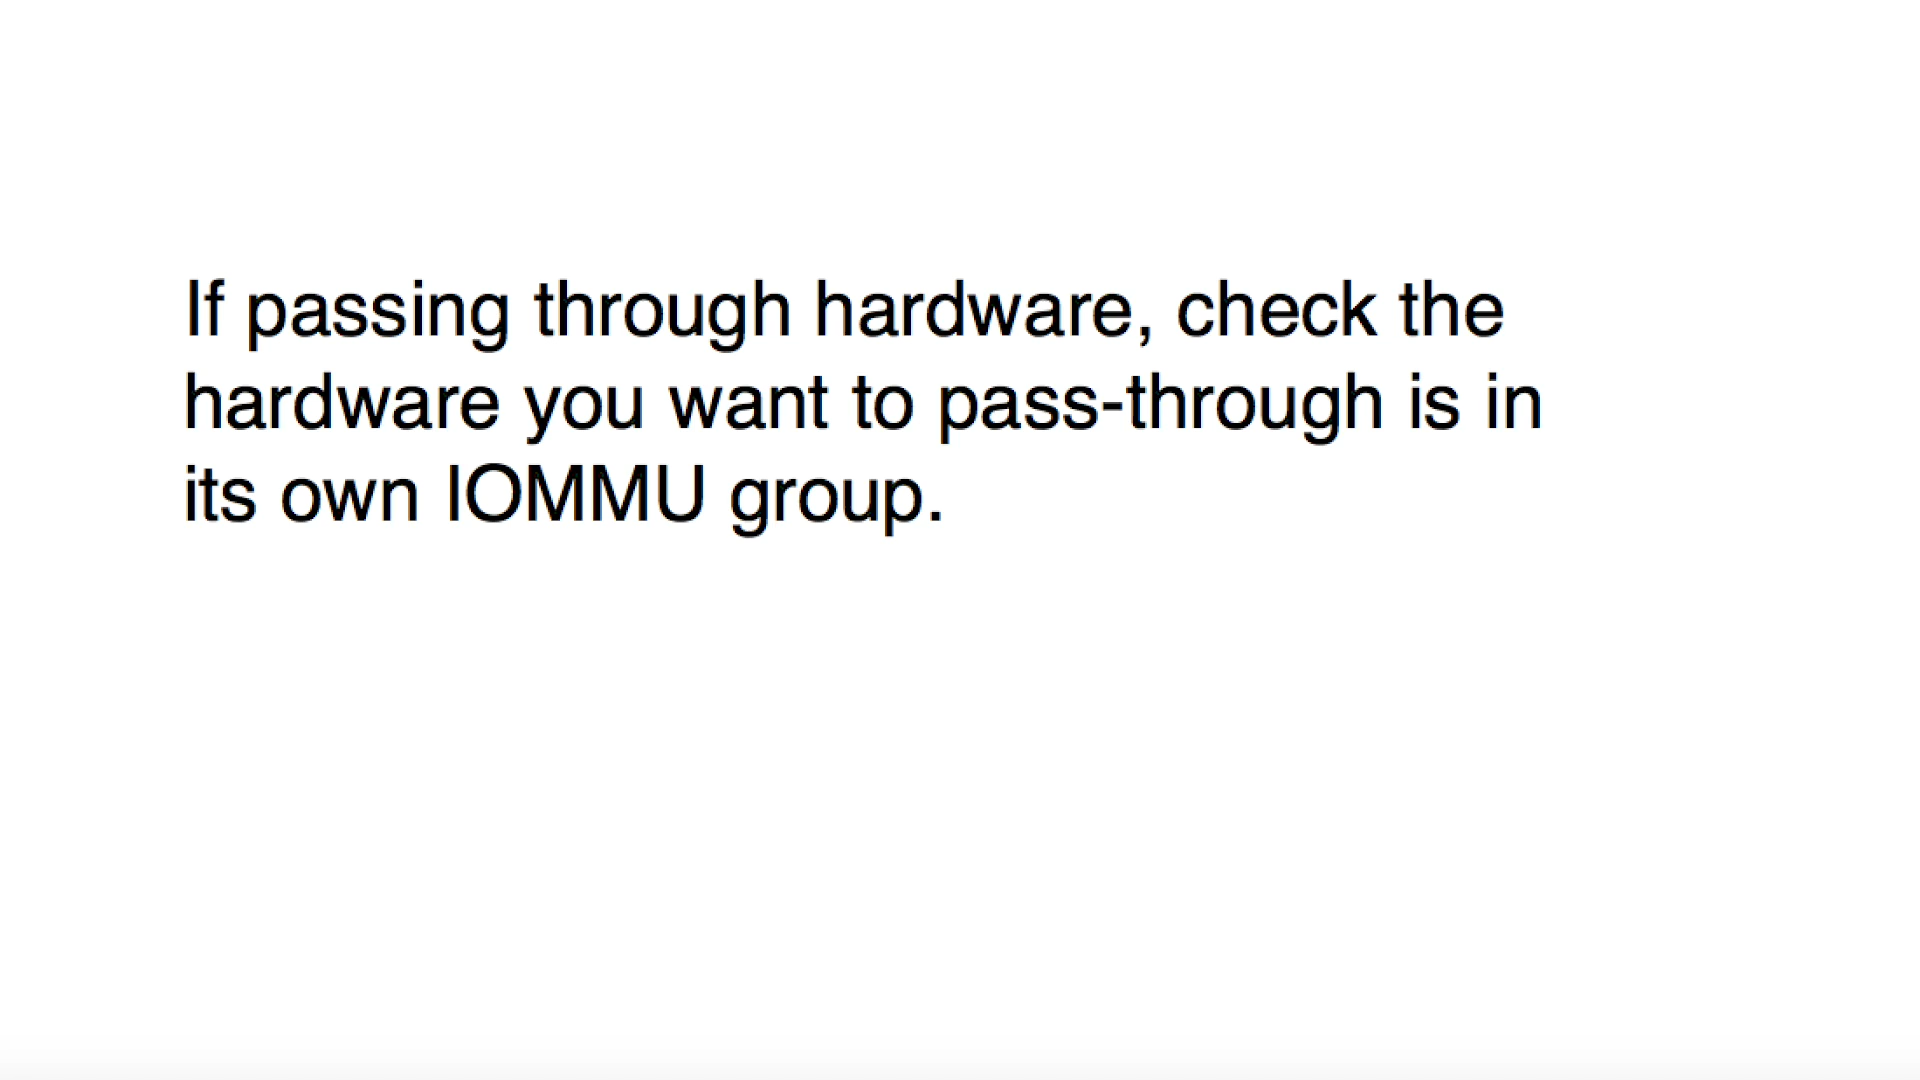 If passing through hardware, check the
hardware you want to pass-through is in
its own IOMMU group.